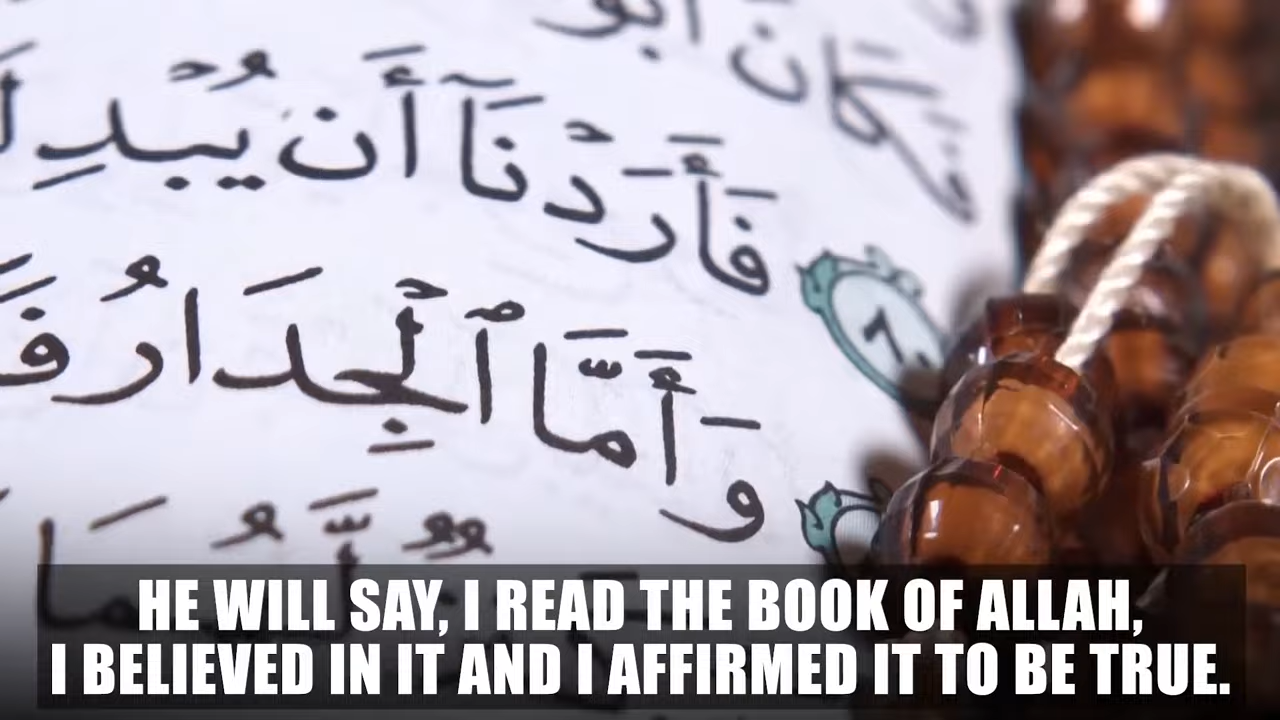 فَكَانَ
فَأَرَدْنَآ أَن يُبْدِلَ
وَأَمَّا ٱلْجِدَارُ فَ
HE WILL SAY, I READ THE BOOK OF ALLAH,
I BELIEVED IN IT AND I AFFIRMED IT TO BE TRUE.